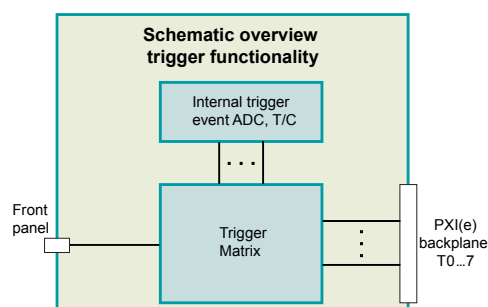 Schematic overview
trigger functionality
Internal trigger
event ADC, T/C
Front
panel
Trigger
Matrix
PXI(e)
backplane
T0...7